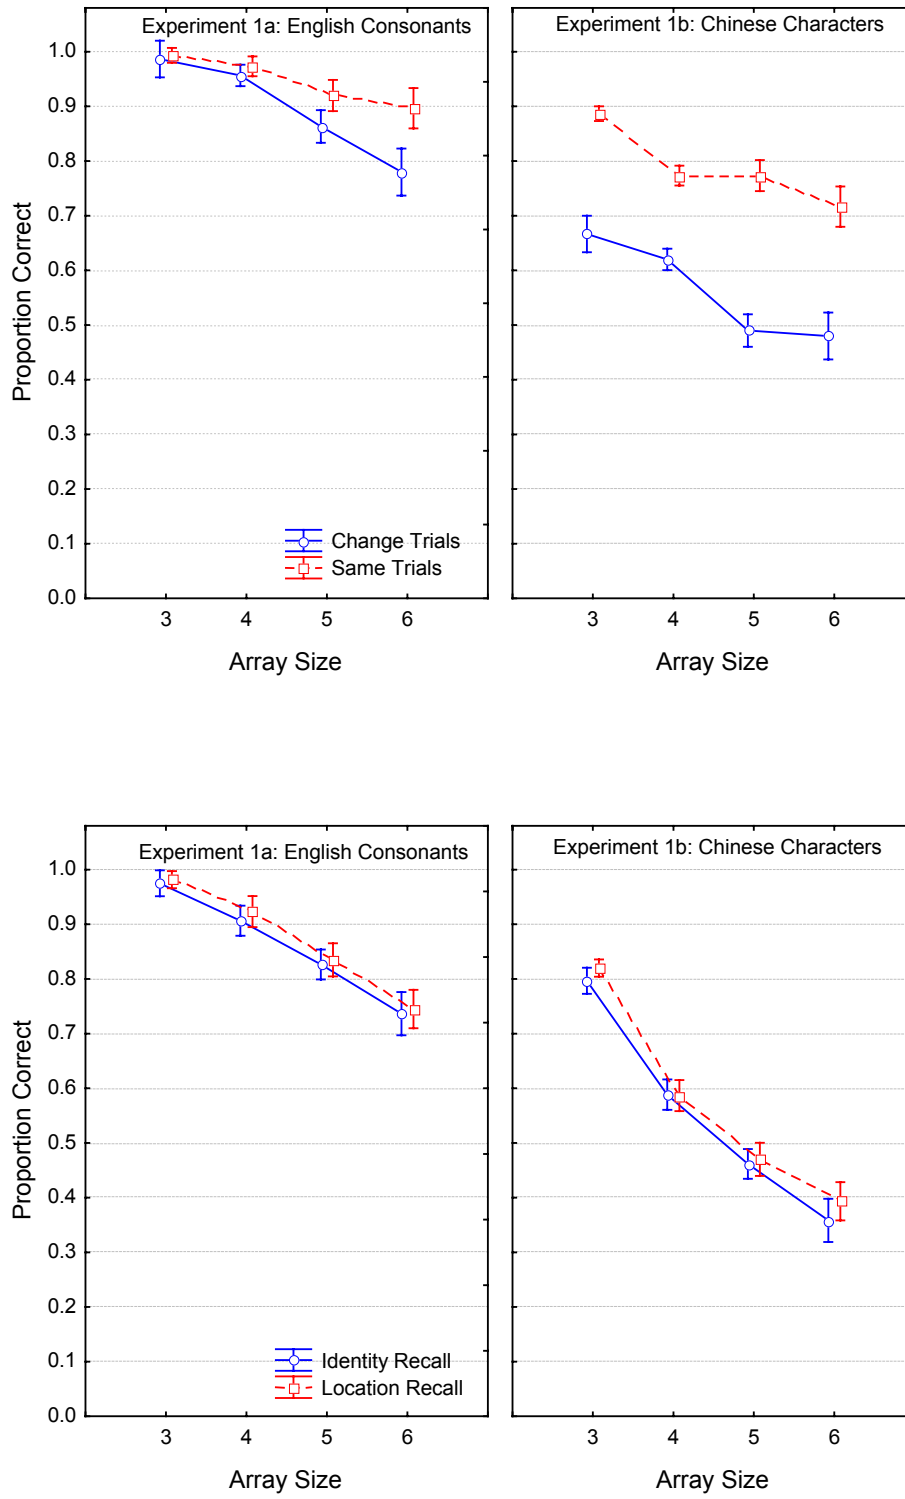 Experiment 1a: English Consonants
Experiment 1b: Chinese Characters
1.0
0.9
0.8
0.7
0.6
0.5
0.4
0.3
0.2
0.1
0.0
Proportion Correct
Change Trials
Same Trials
3 4 5 6
3 4 5 6
Array Size
Array Size
Experiment 1a: English Consonants
Experiment 1b: Chinese Characters
1.0
0.9
0.8
0.7
0.6
0.5
0.4
0.3
0.2
0.1
0.0
Proportion Correct
Identity Recall
Location Recall
3 4 5 6
3 4 5 6
Array Size
Array Size